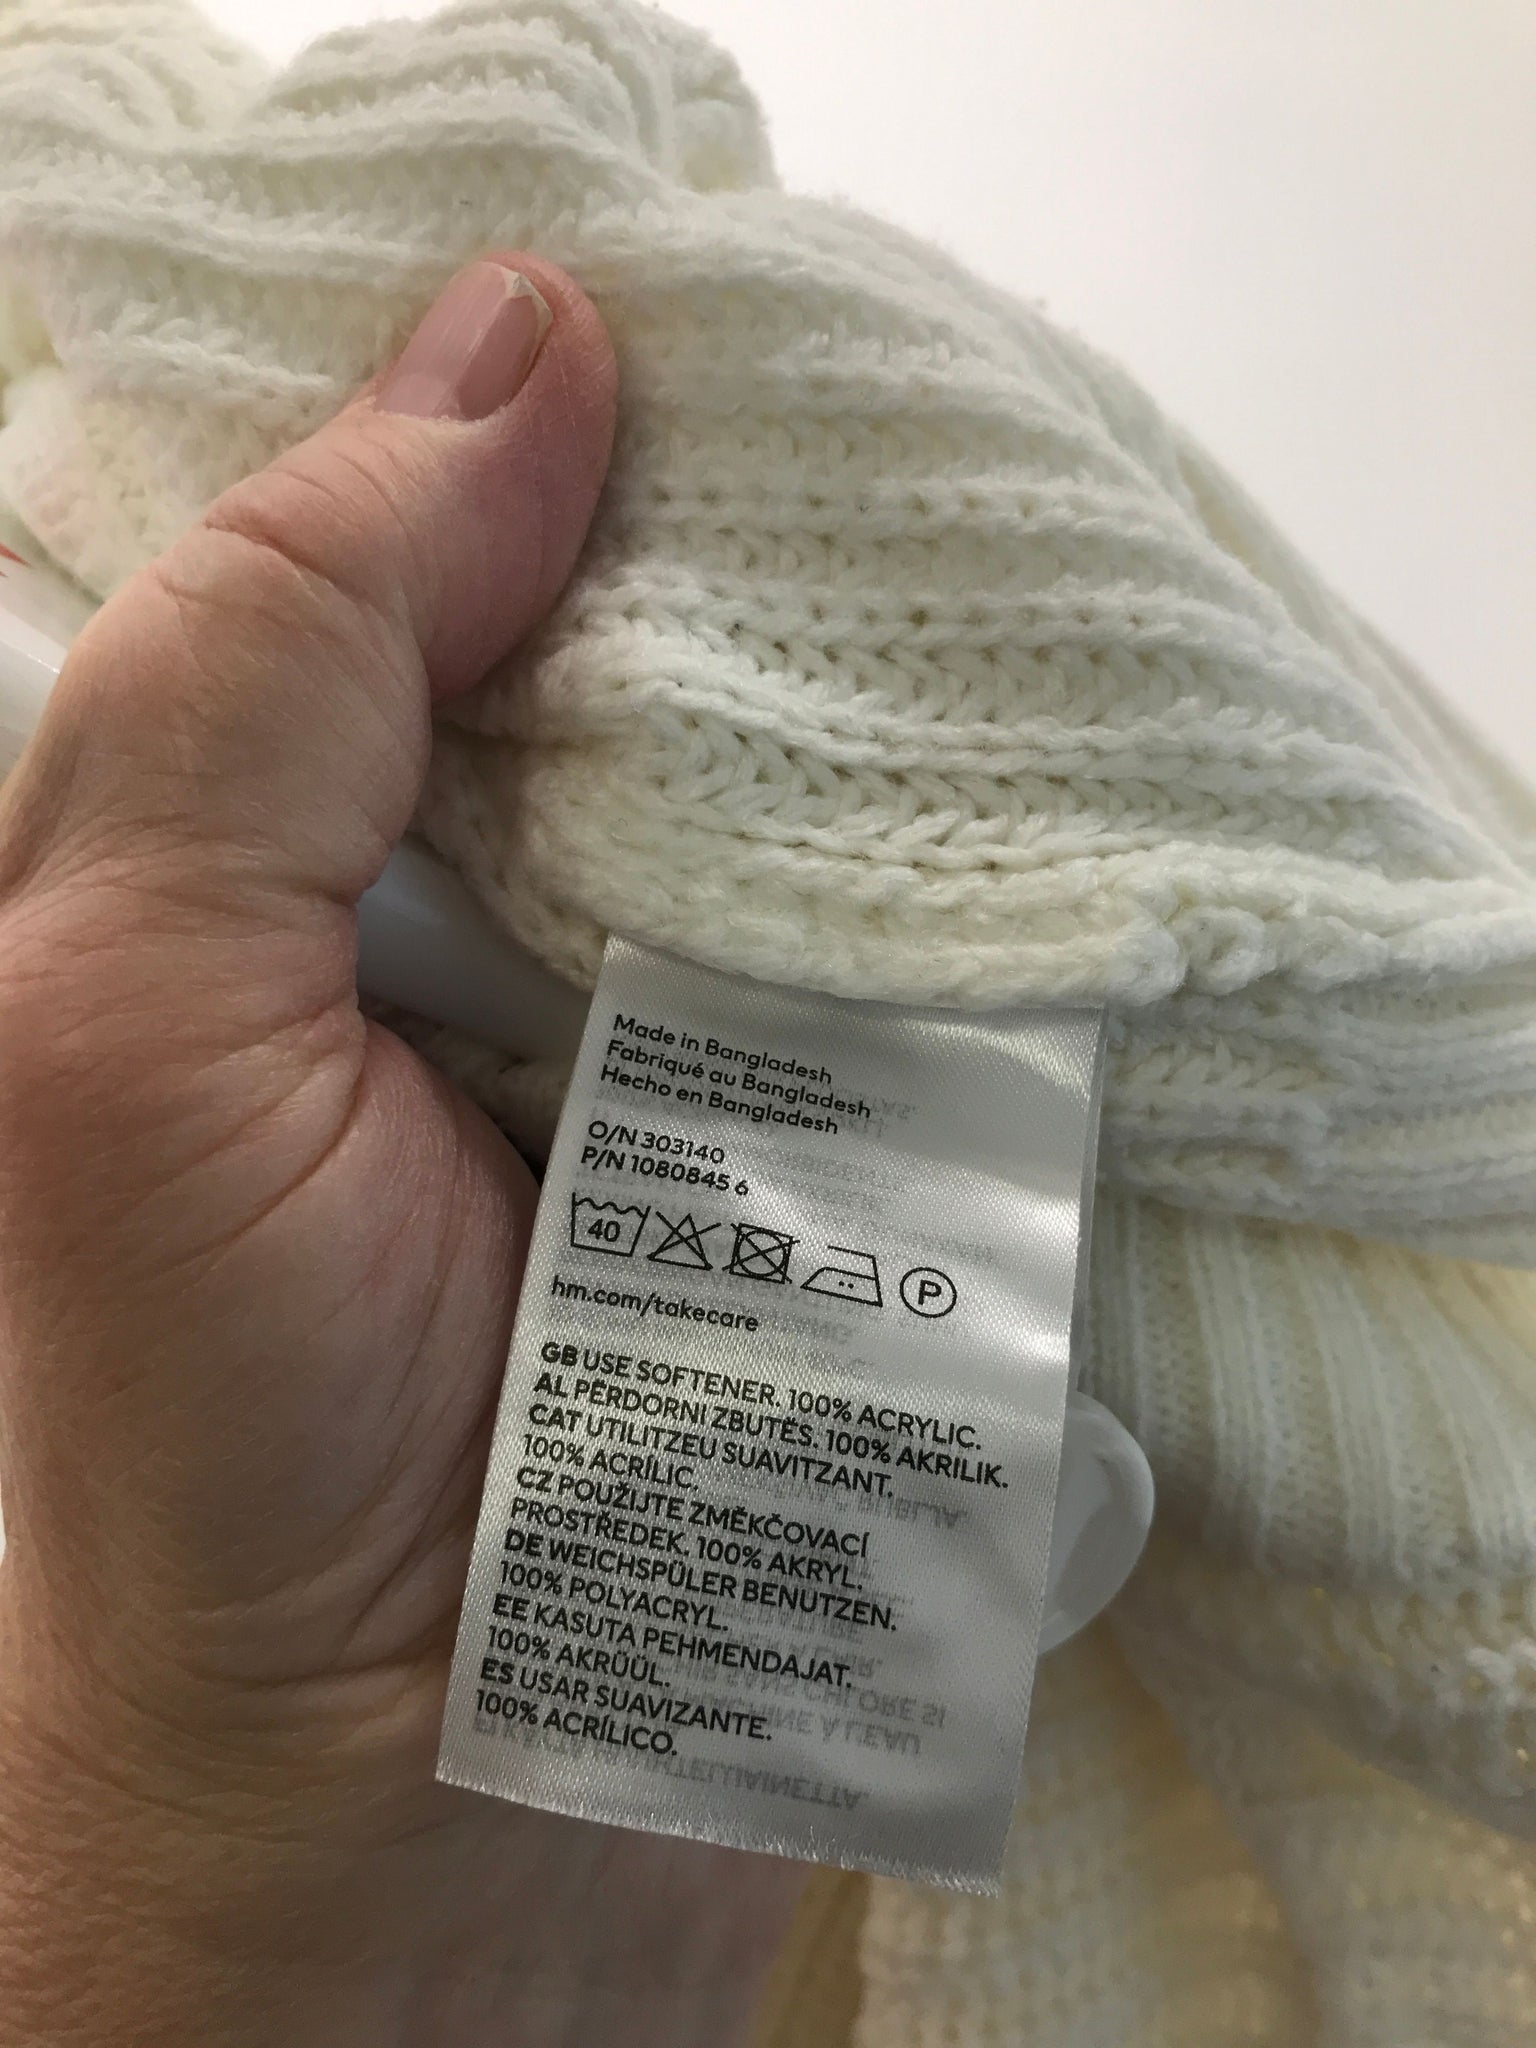 Made in Bangladesh
Fabriqué au Bangladesh
Hecho en Bangladesh
O/N 303140
P/N 1080845 6
40
P
hm.com/takecare
GB USE SOFTENER. 100% ACRYLIC.
AL PËRDORNI ZBUTËS. 100% AKRILIK.
CAT UTILITZEU SUAVITZANT.
100% ACRÍLIC.
CZ POUŽIJTE ZMĚKČOVACÍ
PROSTŘEDEK. 100% AKRYL.
DE WEICHSPÜLER BENUTZEN.
100% POLYACRYL.
EE KASUTA PEHMENDAJAT.
100% AKRÜÜL.
ES USAR SUAVIZANTE.
100% ACRÍLICO.